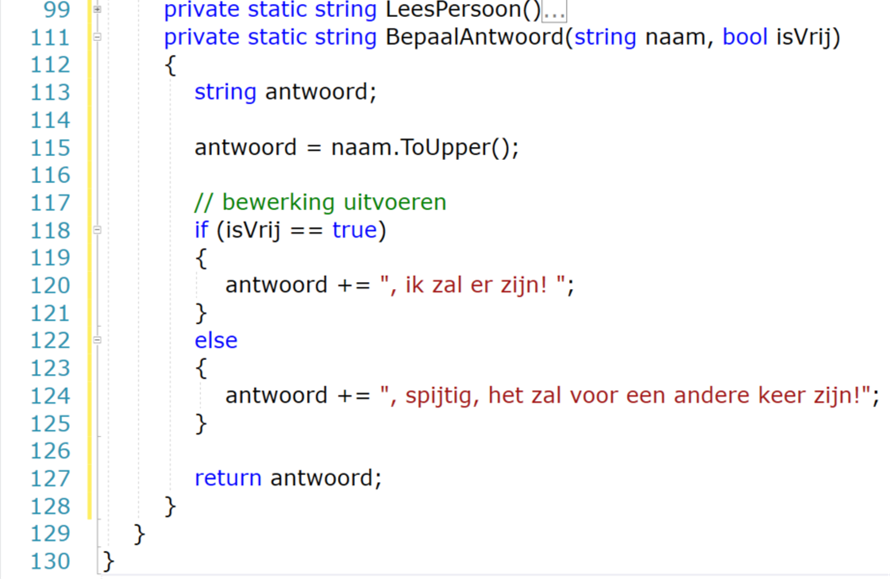 99 private static string LeesPersoon()...
111 private static string BepaalAntwoord(string naam, bool isVrij)
112 {
113 string antwoord;
114
115 antwoord = naam.ToUpper();
116
117 // bewerking uitvoeren
118 if (isVrij == true)
119 {
120 antwoord += ", ik zal er zijn! ";
121 }
122 else
123 {
124 antwoord += ", spijtig, het zal voor een andere keer zijn!";
125 }
126
127 return antwoord;
128 }
129 }
130 }